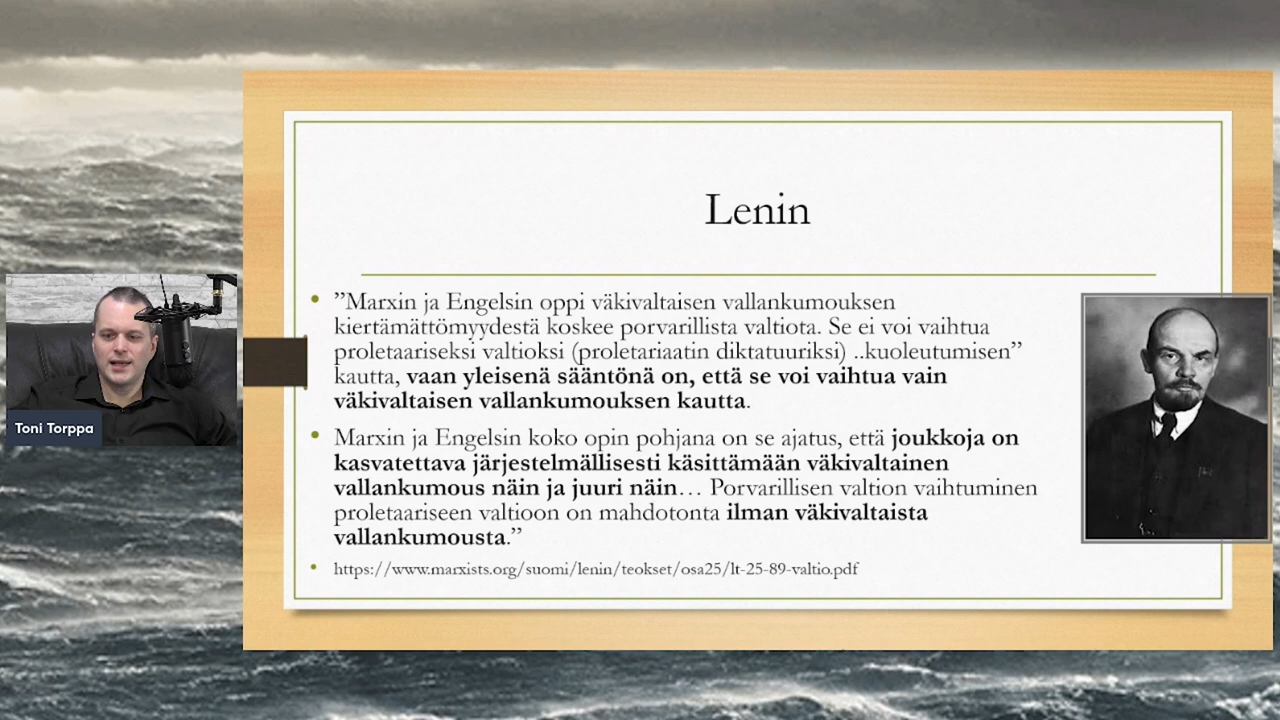 Lenin
”Marxin ja Engelsin oppi väkivaltaisen vallankumouksen
kiertämättömyydestä koskee porvarillista valtiota. Se ei voi vaihtua
proletaariseksi valtioksi (proletariaatin diktatuuriksi) ..kuoleutumisen”
kautta, vaan yleisenä sääntönä on, että se voi vaihtua vain
väkivaltaisen vallankumouksen kautta.
Marxin ja Engelsin koko opin pohjana on se ajatus, että joukkoja on
kasvatettava järjestelmällisesti käsittämään väkivaltainen
vallankumous näin ja juuri näin… Porvarillisen valtion vaihtuminen
proletaariseen valtioon on mahdotonta ilman väkivaltaista
vallankumousta.”
https://www.marxists.org/suomi/lenin/teokset/osa25/lt-25-89-valtio.pdf
Toni Torppa